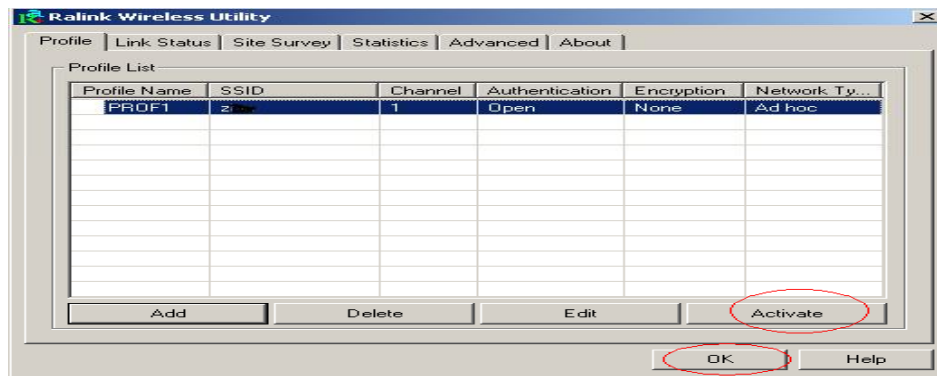 Ralink Wireless Utility
Profile Link Status Site Survey Statistics Advanced About
Profile List
Profile Name SSID Channel Authentication Encryption Network Ty...
PROF1 1 Open None Ad hoc
Add Delete Edit Activate
OK Help